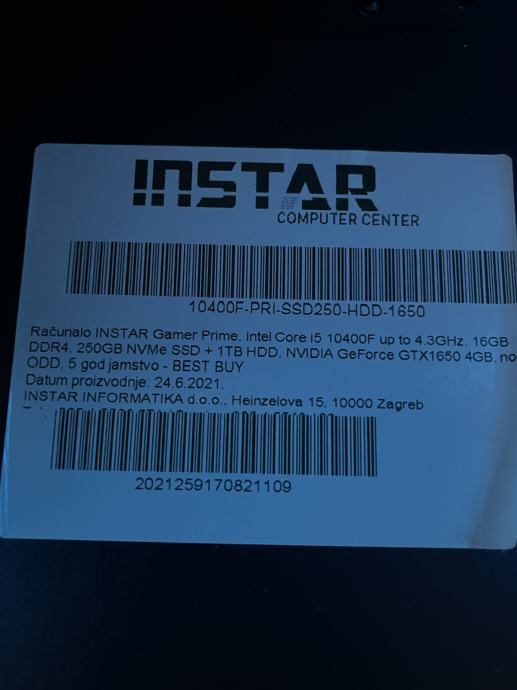 INSTAR
COMPUTER CENTER
10400F-PRI-SSD250-HDD-1650
Računalo INSTAR Gamer Prime, Intel Core i5 10400F up to 4.3GHz, 16GB
DDR4, 250GB NVMe SSD + 1TB HDD, NVIDIA GeForce GTX1650 4GB, no
ODD, 5 god jamstvo - BEST BUY
Datum proizvodnje: 24.6.2021.
INSTAR INFORMATIKA d.o.o., Heinzelova 15, 10000 Zagreb
2021259170821109